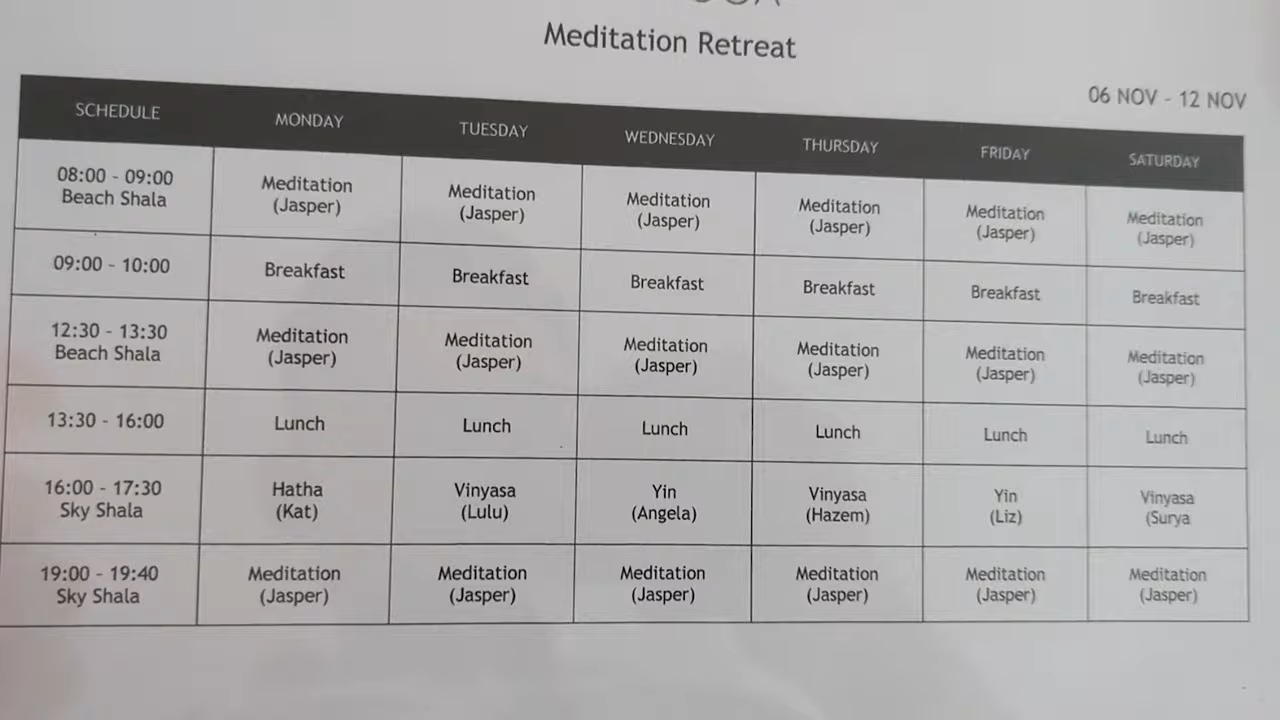 Meditation Retreat
06 NOV - 12 NOV
SCHEDULE MONDAY TUESDAY WEDNESDAY THURSDAY FRIDAY SATURDAY
08:00 - 09:00 Meditation Meditation Meditation Meditation Meditation Meditation
Beach Shala (Jasper) (Jasper) (Jasper) (Jasper) (Jasper) (Jasper)
09:00 - 10:00 Breakfast Breakfast Breakfast Breakfast Breakfast Breakfast
12:30 - 13:30 Meditation Meditation Meditation Meditation Meditation Meditation
Beach Shala (Jasper) (Jasper) (Jasper) (Jasper) (Jasper) (Jasper)
13:30 - 16:00 Lunch Lunch Lunch Lunch Lunch Lunch
16:00 - 17:30 Hatha Vinyasa Yin Vinyasa Yin Vinyasa
Sky Shala (Kat) (Lulu) (Angela) (Hazem) (Liz) (Surya
19:00 - 19:40 Meditation Meditation Meditation Meditation Meditation Meditation
Sky Shala (Jasper) (Jasper) (Jasper) (Jasper) (Jasper) (Jasper)